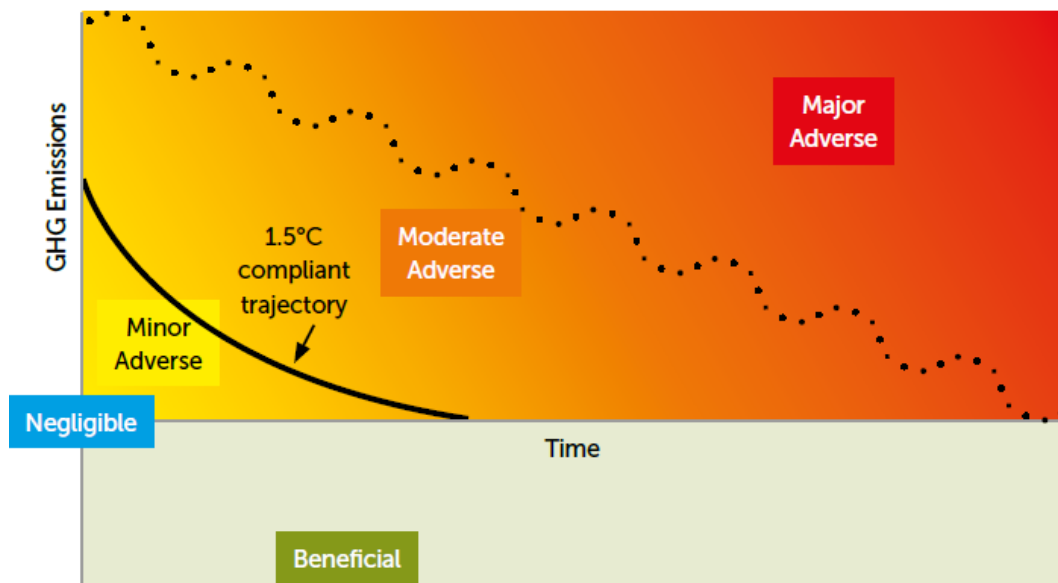 GHG Emissions
Major
Adverse
1.5°C
compliant
trajectory
Moderate
Adverse
Minor
Adverse
Negligible
Time
Beneficial